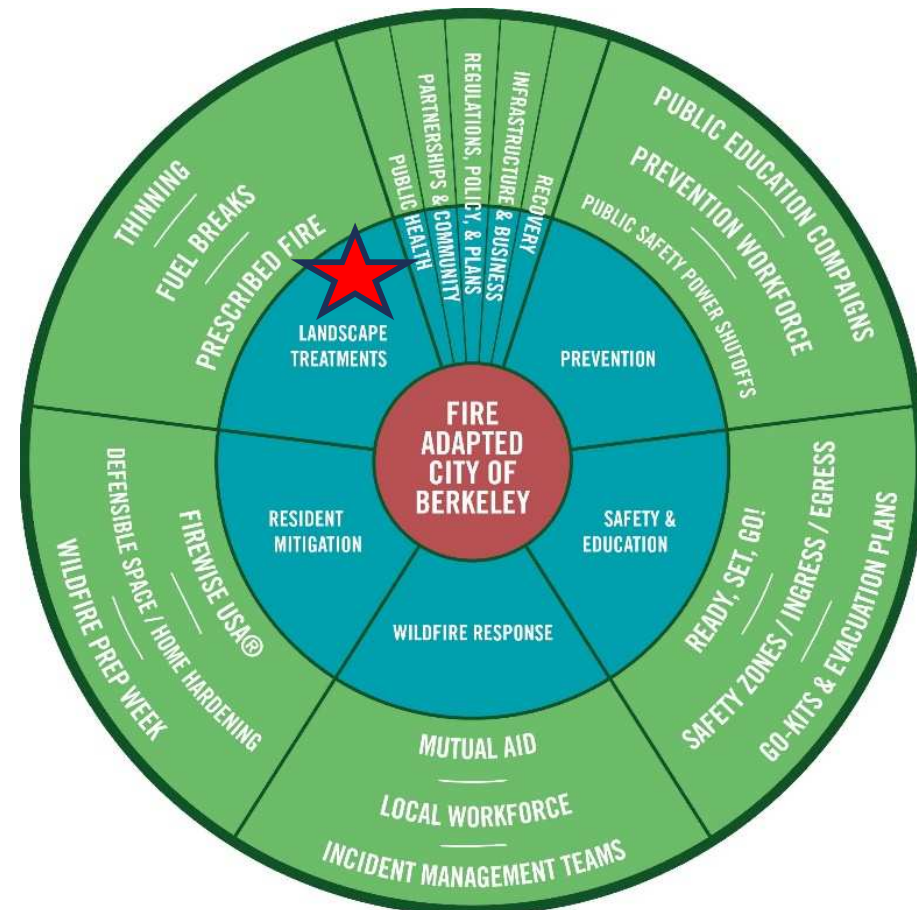 FIRE
ADAPTED
CITY OF
BERKELEY
LANDSCAPE
TREATMENTS
THINNING
FUEL BREAKS
PRESCRIBED FIRE
PUBLIC HEALTH
PARTNERSHIPS & COMMUNITY
REGULATIONS, POLICY, & PLANS
INFRASTRUCTURE & BUSINESS
RECOVERY
PREVENTION
PUBLIC EDUCATION COMPAIGNS
PREVENTION WORKFORCE
PUBLIC SAFETY POWER SHUTOFFS
SAFETY &
EDUCATION
READY, SET, GO!
SAFETY ZONES / INGRESS / EGRESS
GO-KITS & EVACUATION PLANS
WILDFIRE RESPONSE
MUTUAL AID
LOCAL WORKFORCE
INCIDENT MANAGEMENT TEAMS
RESIDENT
MITIGATION
FIREWISE USA®
DEFENSIBLE SPACE / HOME HARDENING
WILDFIRE PREP WEEK